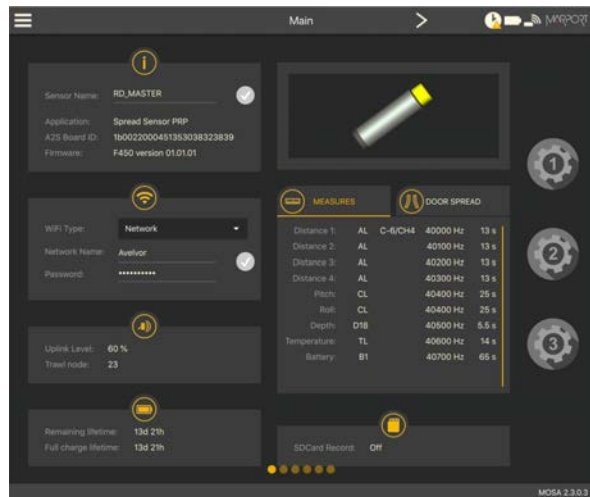 Main
>
MARPORT
i
Sensor Name: RD_MASTER
Application: Spread Sensor PRP
A2S Board ID: 1b0022000451353038323839
Firmware: F450 version 01.01.01
WiFi Type: Network
Network Name: Avelvor
Password: ••••••••••
Uplink Level: 60 %
Trawl node: 23
Remaining lifetime: 13d 21h
Full charge lifetime: 13d 21h
MEASURES
DOOR SPREAD
Distance 1: AL C-6/CH4 40000 Hz 13 s
Distance 2: AL 40100 Hz 13 s
Distance 3: AL 40200 Hz 13 s
Distance 4: AL 40300 Hz 13 s
Pitch: CL 40400 Hz 25 s
Roll: CL 40400 Hz 25 s
Depth: D18 40500 Hz 5.5 s
Temperature: TL 40600 Hz 14 s
Battery: B1 40700 Hz 65 s
SDCard Record: Off
1
2
3
MOSA 2.3.0.3